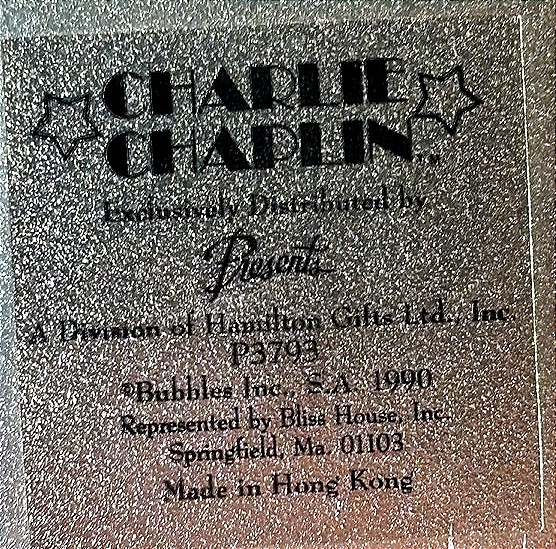 CHARLIE
CHAPLIN™
Exclusively Distributed by
Presents
A Division of Hamilton Gifts Ltd., Inc.
P3793
©Bubbles Inc., S.A. 1990
Represented by Bliss House, Inc.
Springfield, Ma. 01103
Made in Hong Kong